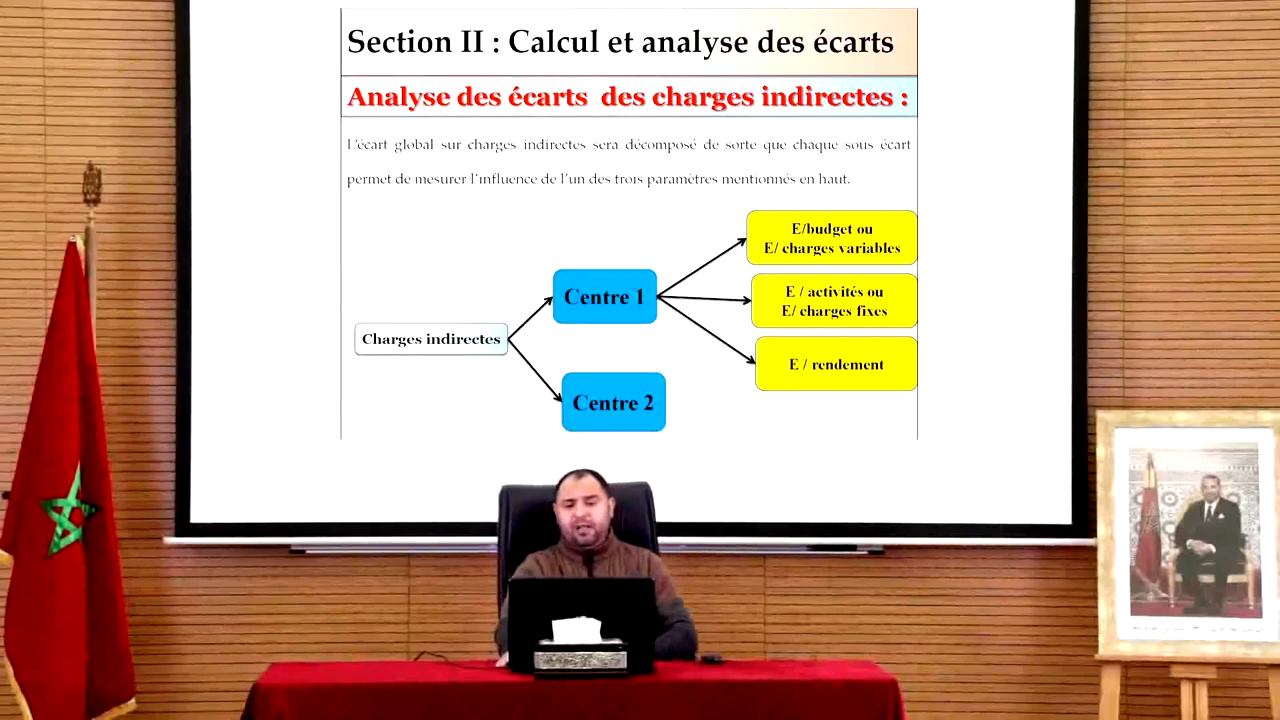 Section II : Calcul et analyse des écarts
Analyse des écarts des charges indirectes :
L'écart global sur charges indirectes sera décomposé de sorte que chaque sous écart
permet de mesurer l'influence de l'un des trois paramètres mentionnés en haut.
E/budget ou
E/ charges variables
Centre 1
E / activités ou
E/ charges fixes
Charges indirectes
E / rendement
Centre 2